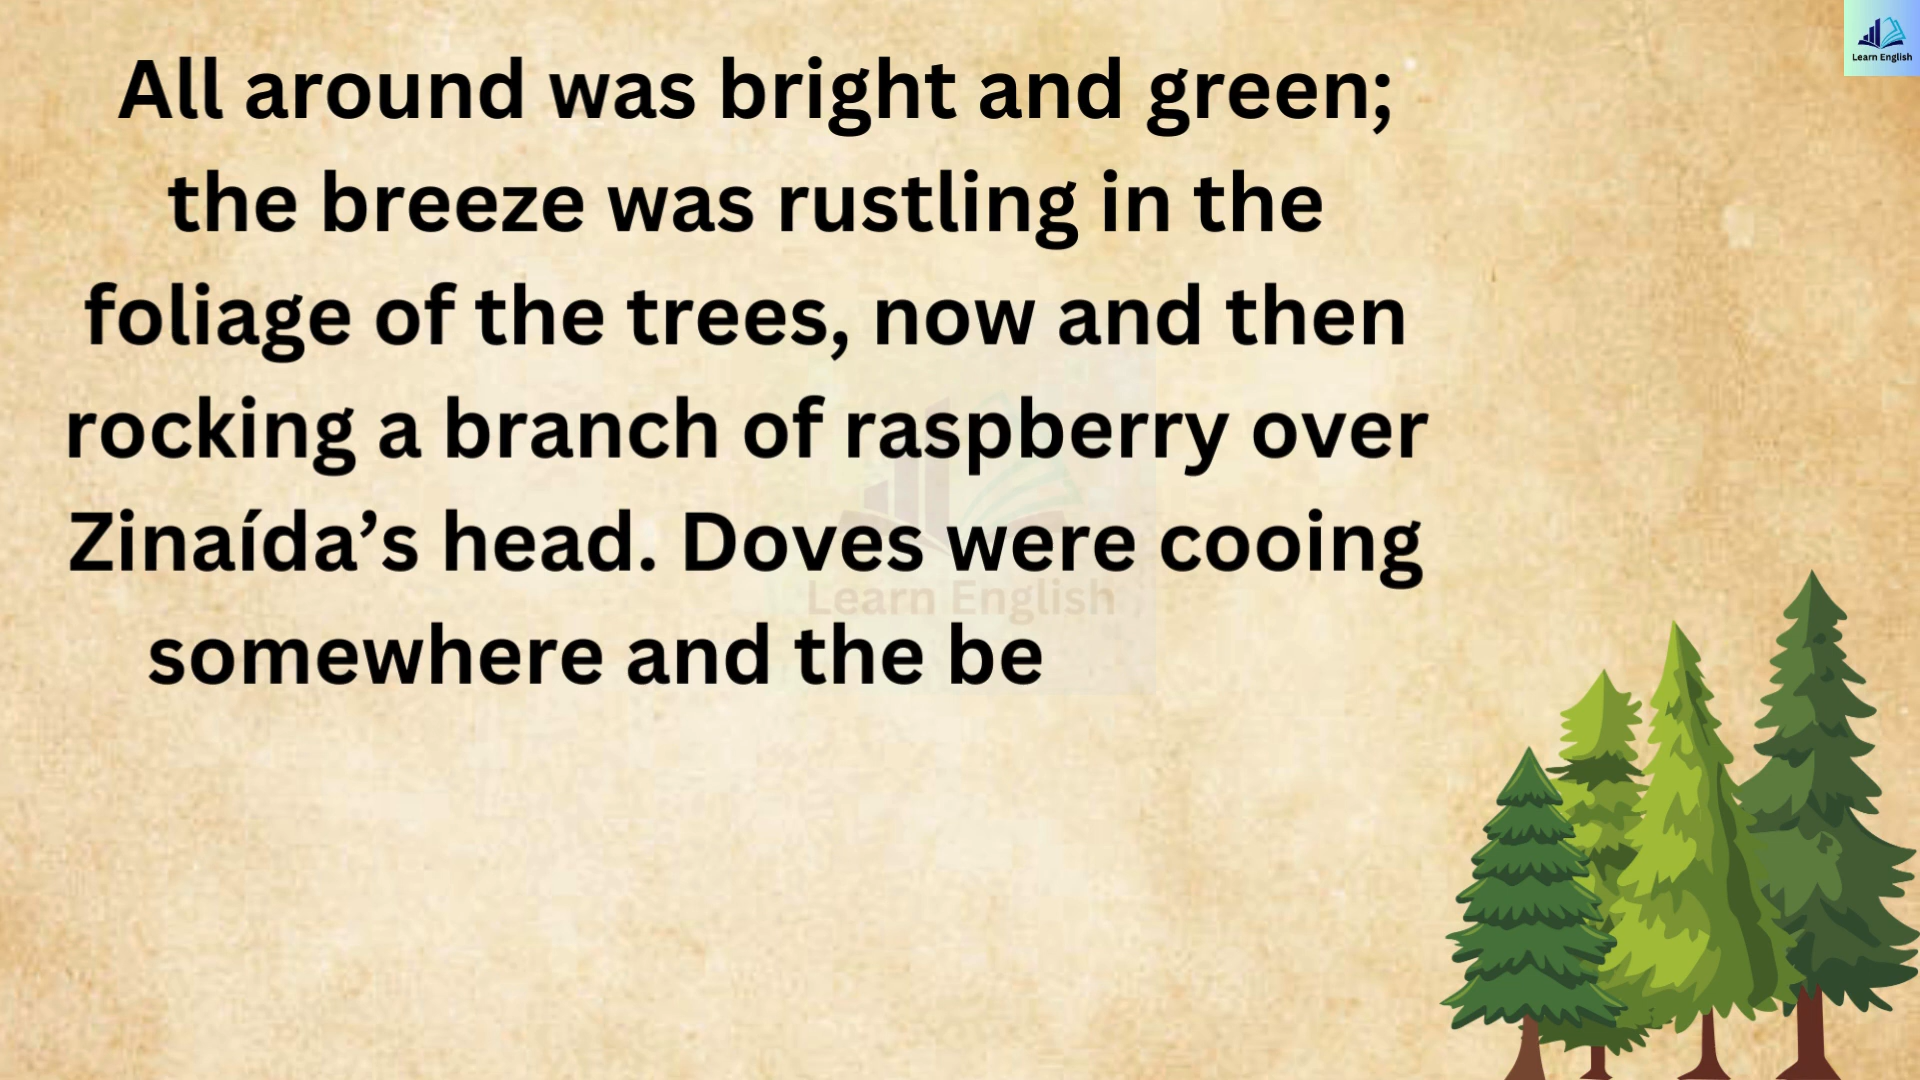 All around was bright and green;
the breeze was rustling in the
foliage of the trees, now and then
rocking a branch of raspberry over
Zinaída’s head. Doves were cooing
somewhere and the be
Learn English
Learn English